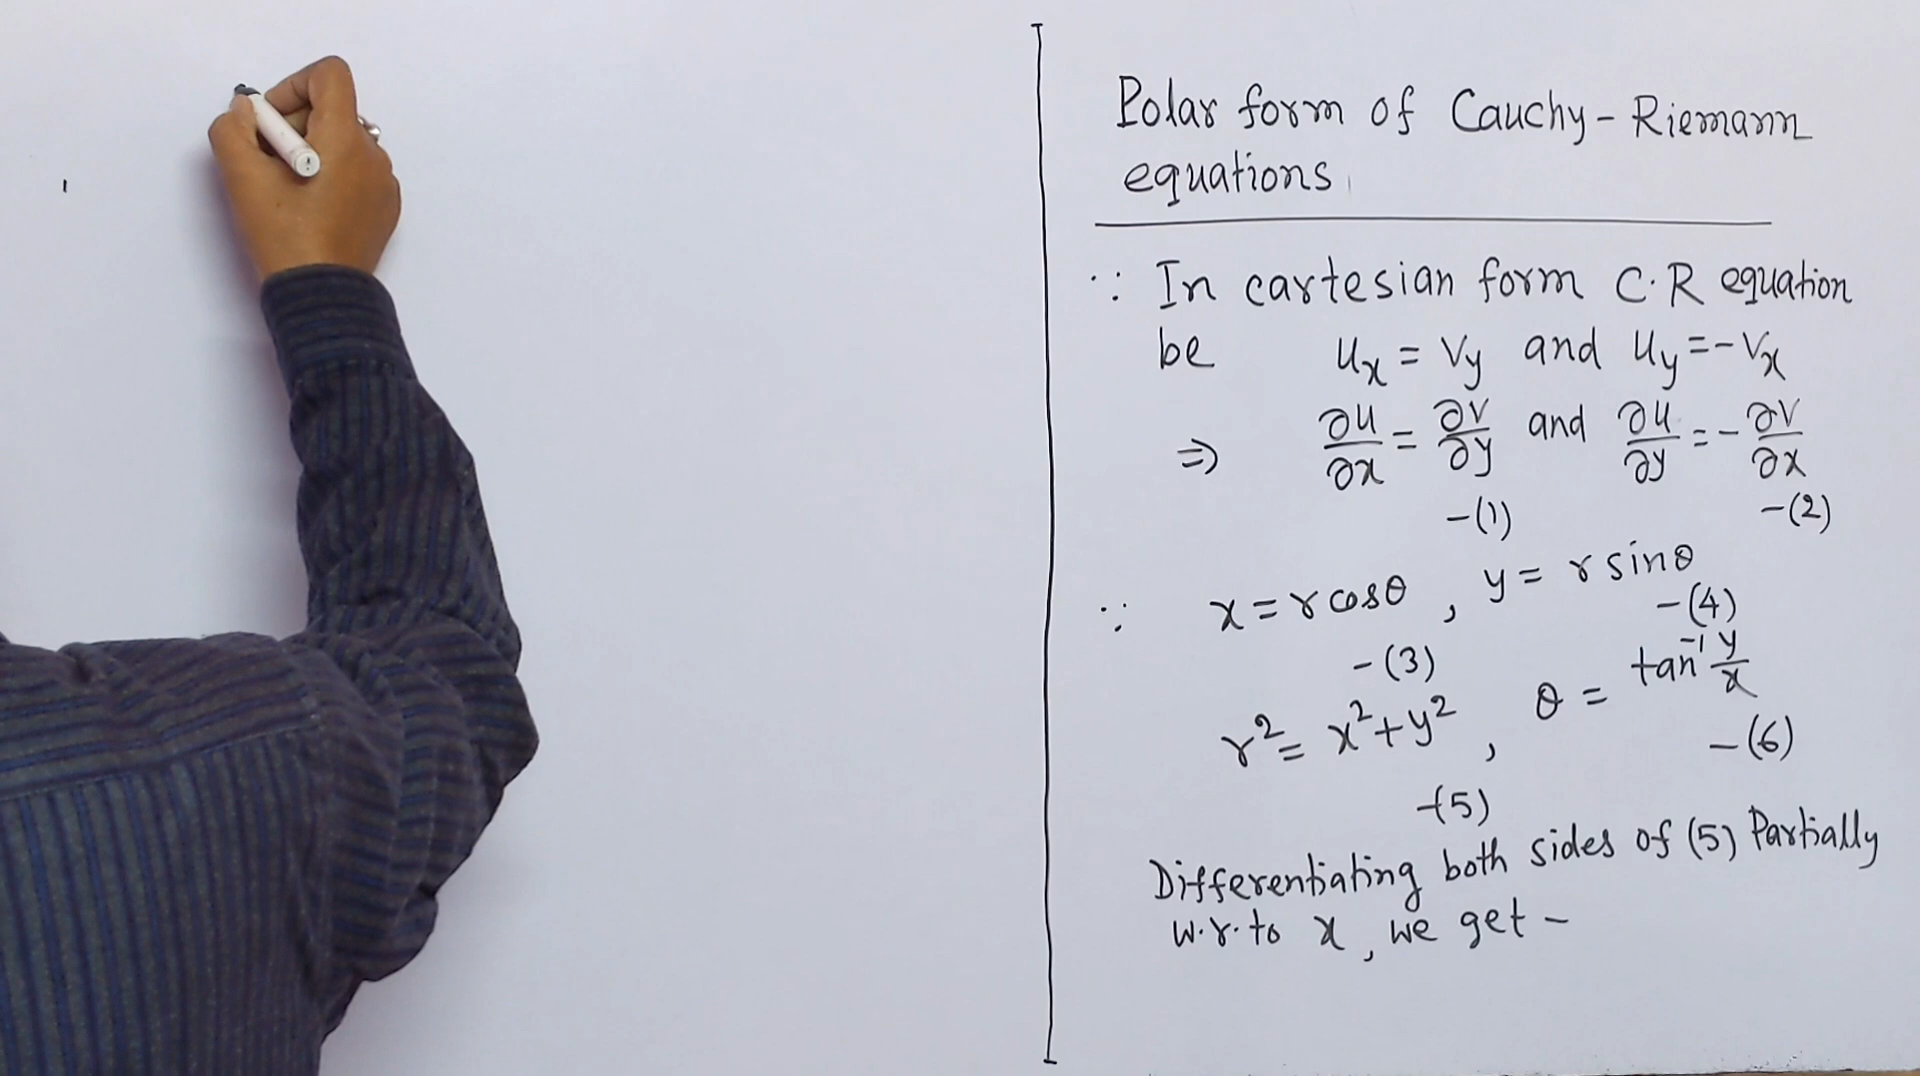 Polar form of Cauchy-Riemann
equations
∵ In cartesian form C.R equation
be u_x = v_y and u_y = -v_x
⇒ ∂u/∂x = ∂v/∂y and ∂u/∂y = -∂v/∂x
-(1) -(2)
∵ x = r cosθ , y = r sinθ
-(3) -(4)
r² = x²+y² , θ = tan⁻¹ y/x
-(5) -(6)
Differentiating both sides of (5) Partially
w.r.to x, we get -